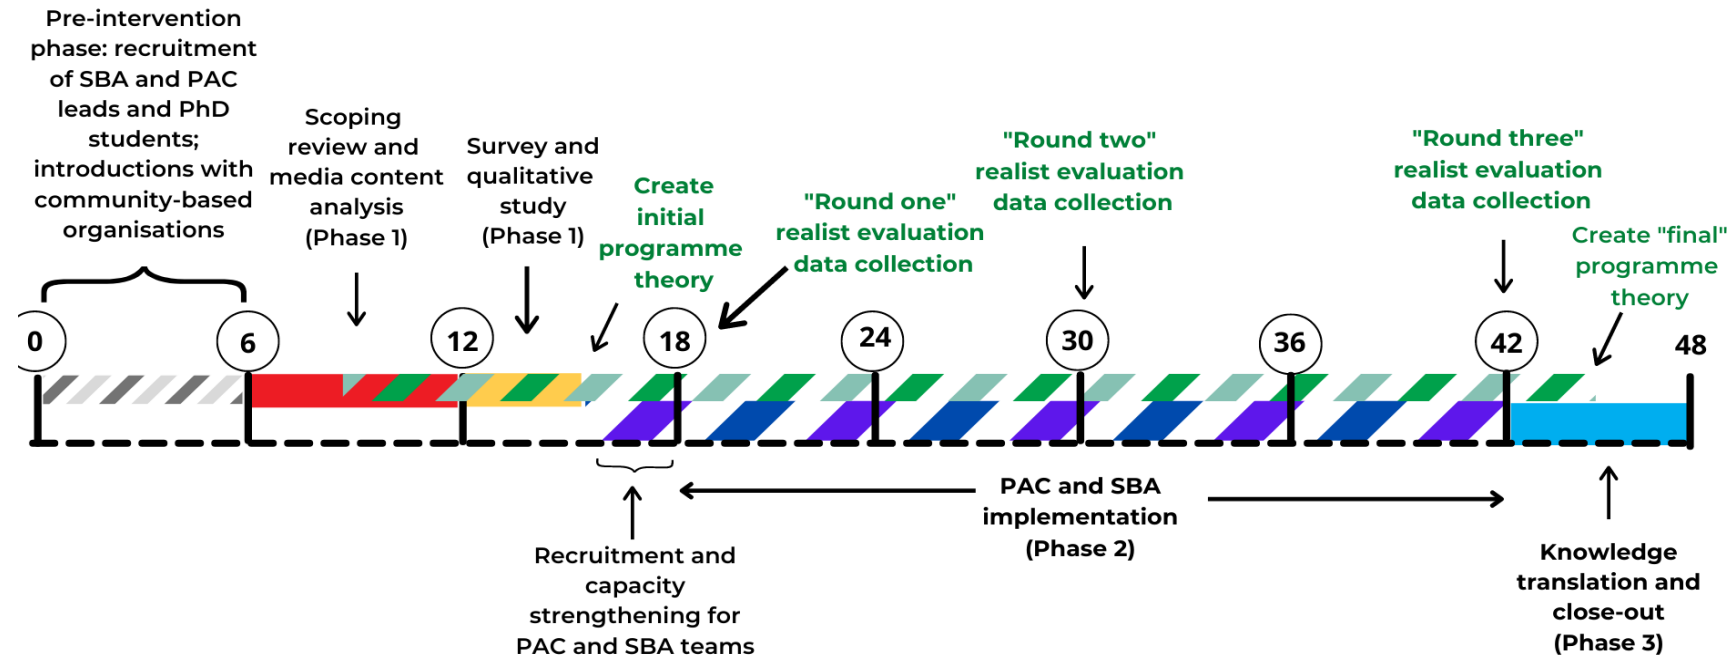 Pre-intervention
phase: recruitment
of SBA and PAC
leads and PhD
students;
introductions with
community-based
organisations
Scoping
review and
media content
analysis
(Phase 1)
Survey and
qualitative
study
(Phase 1)
Create
initial
programme
theory
"Round one"
realist evaluation
data collection
"Round two"
realist evaluation
data collection
"Round three"
realist evaluation
data collection
Create "final"
programme
theory
0
6
12
18
24
30
36
42
48
Recruitment and
capacity
strengthening for
PAC and SBA teams
PAC and SBA
implementation
(Phase 2)
Knowledge
translation and
close-out
(Phase 3)